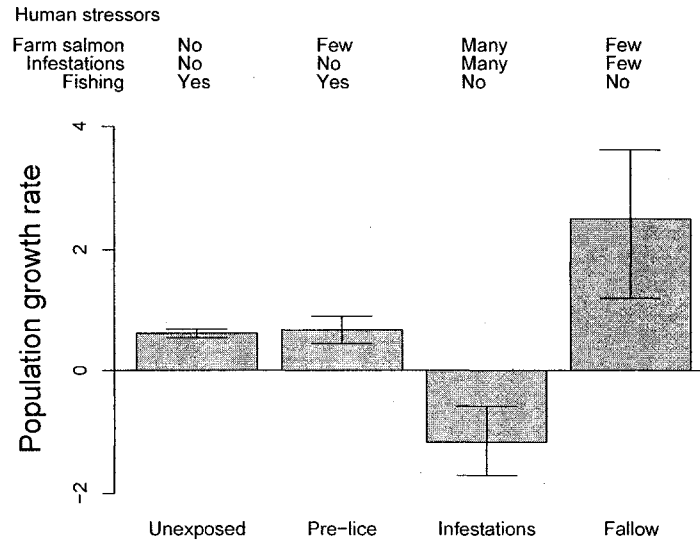 Human stressors
Farm salmon No Few Many Few
Infestations No No Many Few
Fishing Yes Yes No No
4
2
0
−2
Population growth rate
Unexposed Pre−lice Infestations Fallow